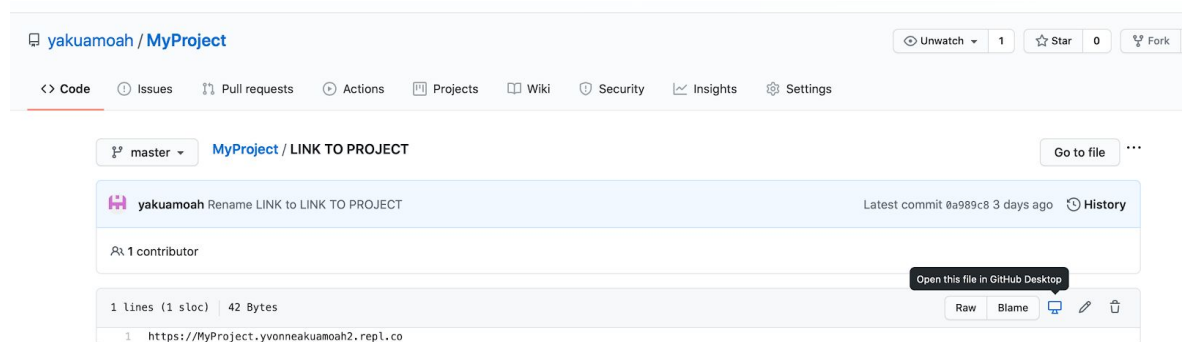 yakuamoah / MyProject
Unwatch 1 Star 0 Fork
<> Code Issues Pull requests Actions Projects Wiki Security Insights Settings
master MyProject / LINK TO PROJECT Go to file ...
yakuamoah Rename LINK to LINK TO PROJECT Latest commit 0a989c8 3 days ago History
1 contributor
Open this file in GitHub Desktop
1 lines (1 sloc) 42 Bytes Raw Blame
1 https://MyProject.yvonneakuamoah2.repl.co